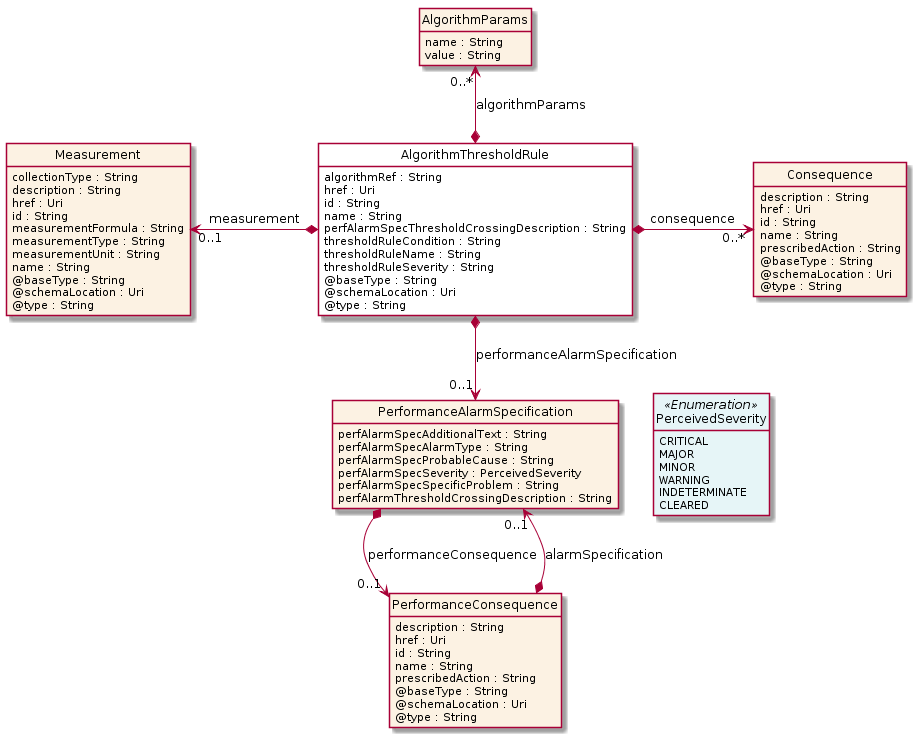 AlgorithmParams
name : String
value : String
0..*
algorithmParams
Measurement
collectionType : String
description : String
href : Uri
id : String
measurementFormula : String
measurementType : String
measurementUnit : String
name : String
@baseType : String
@schemaLocation : Uri
@type : String
measurement
0..1
AlgorithmThresholdRule
algorithmRef : String
href : Uri
id : String
name : String
perfAlarmSpecThresholdCrossingDescription : String
thresholdRuleCondition : String
thresholdRuleName : String
thresholdRuleSeverity : String
@baseType : String
@schemaLocation : Uri
@type : String
consequence
0..*
Consequence
description : String
href : Uri
id : String
name : String
prescribedAction : String
@baseType : String
@schemaLocation : Uri
@type : String
performanceAlarmSpecification
0..1
PerformanceAlarmSpecification
perfAlarmSpecAdditionalText : String
perfAlarmSpecAlarmType : String
perfAlarmSpecProbableCause : String
perfAlarmSpecSeverity : PerceivedSeverity
perfAlarmSpecSpecificProblem : String
perfAlarmThresholdCrossingDescription : String
«Enumeration»
PerceivedSeverity
CRITICAL
MAJOR
MINOR
WARNING
INDETERMINATE
CLEARED
0..1
performanceConsequence
alarmSpecification
0..1
PerformanceConsequence
description : String
href : Uri
id : String
name : String
prescribedAction : String
@baseType : String
@schemaLocation : Uri
@type : String